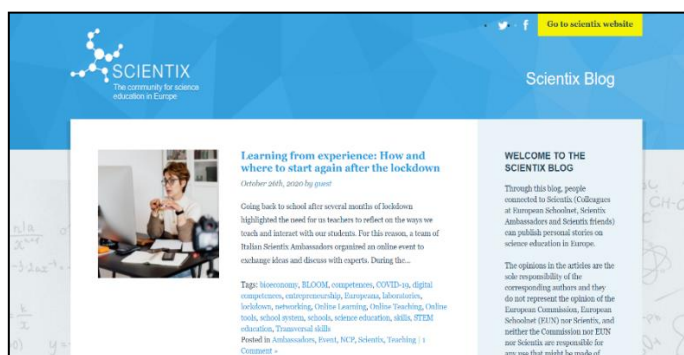 Go to scientix website
SCIENTIX
The community for science
education in Europe
Scientix Blog
Learning from experience: How and
where to start again after the lockdown
October 26th, 2020 by guest
Going back to school after several months of lockdown
highlighted the need for us teachers to reflect on the ways we
teach and interact with our students. For this reason, a team of
Italian Scientix Ambassadors organized an online event to
exchange ideas and discuss with experts. During the...
Tags: bioeconomy, BLOOM, competences, COVID-19, digital
competences, entrepreneurship, Europeana, laboratories,
lockdown, networking, Online Learning, Online Teaching, Online
tools, school system, schools, science education, skills, STEM
education, Transversal skills
Posted in Ambassadors, Event, NCP, Scientix, Teaching | 1
Comment »
WELCOME TO THE
SCIENTIX BLOG
Through this blog, people
connected to Scientix (Colleagues
at European Schoolnet, Scientix
Ambassadors and Scientix friends)
can publish personal stories on
science education in Europe.
The opinions in the articles are the
sole responsibility of the
corresponding authors and they
do not represent the opinion of the
European Commission, European
Schoolnet (EUN) nor Scientix, and
neither the Commission nor EUN
nor Scientix are responsible for
any use that might be made of